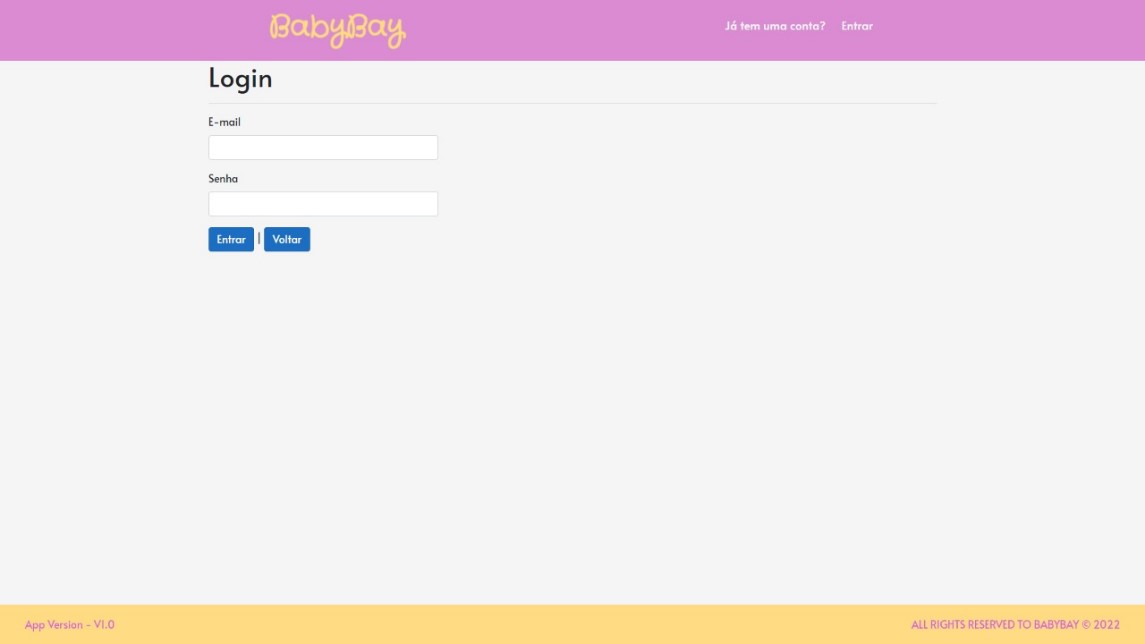 BabyBay
Já tem uma conta? Entrar
Login
E-mail
Senha
Entrar | Voltar
App Version - V1.0
ALL RIGHTS RESERVED TO BABYBAY © 2022